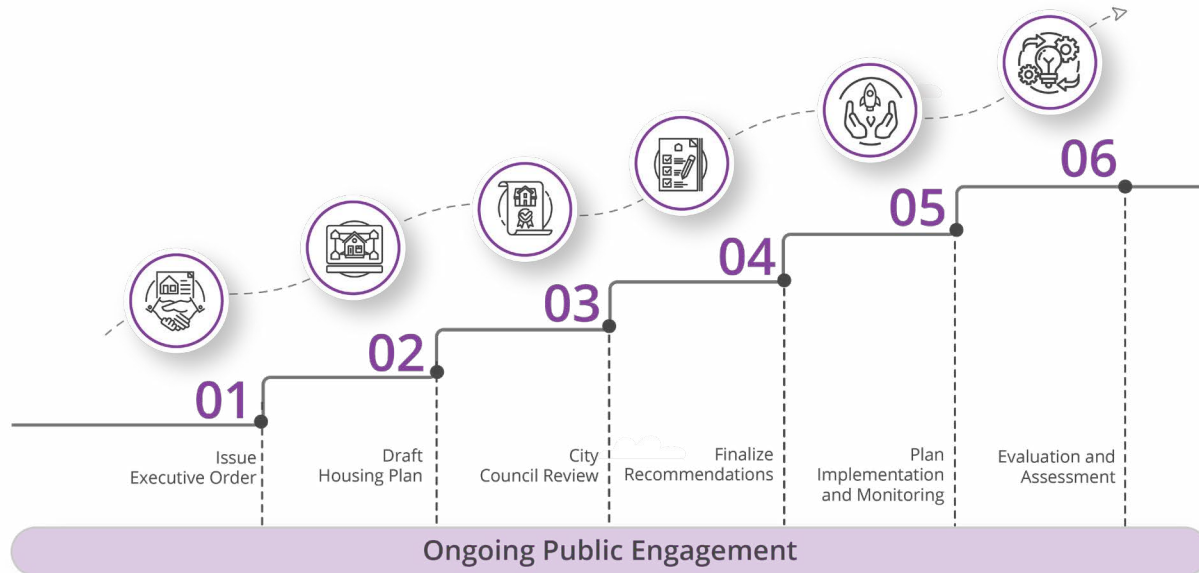 01
Issue
Executive Order
02
Draft
Housing Plan
03
City
Council Review
04
Finalize
Recommendations
05
Plan
Implementation
and Monitoring
06
Evaluation and
Assessment
Ongoing Public Engagement